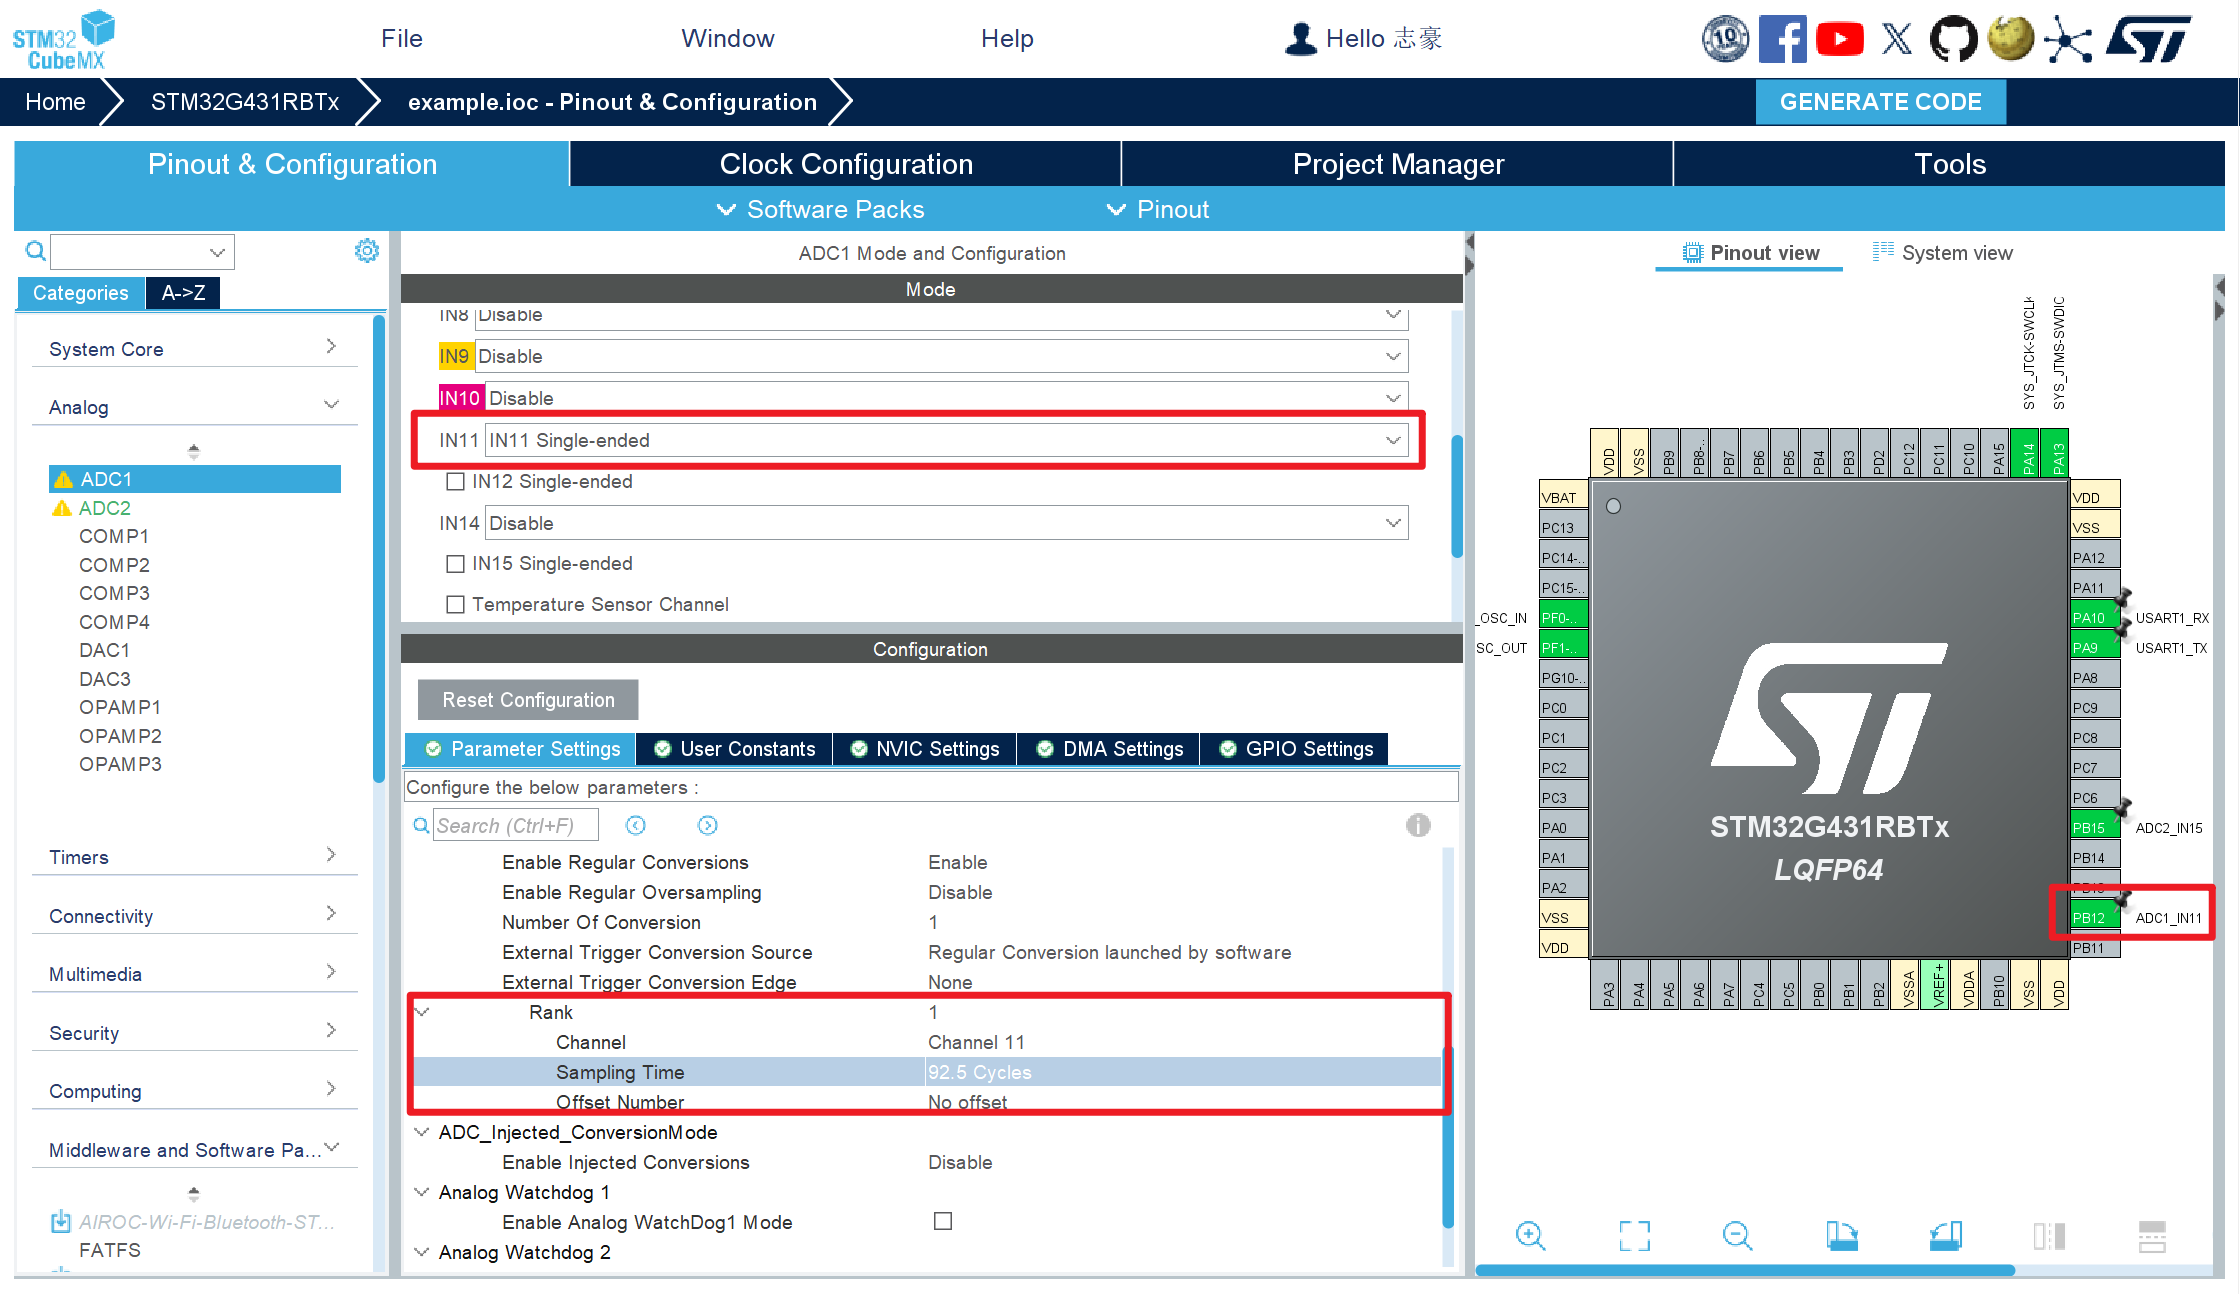 STM32
CubeMX
File
Window
Help
Hello 志豪
10
Home
STM32G431RBTx
example.ioc - Pinout & Configuration
GENERATE CODE
Pinout & Configuration
Clock Configuration
Project Manager
Tools
Software Packs
Pinout
Categories
A->Z
System Core
Analog
ADC1
ADC2
COMP1
COMP2
COMP3
COMP4
DAC1
DAC3
OPAMP1
OPAMP2
OPAMP3
Timers
Connectivity
Multimedia
Security
Computing
Middleware and Software Pa...
AIROC-Wi-Fi-Bluetooth-ST...
FATFS
ADC1 Mode and Configuration
Mode
IN8 Disable
IN9 Disable
IN10 Disable
IN11 IN11 Single-ended
IN12 Single-ended
IN14 Disable
IN15 Single-ended
Temperature Sensor Channel
Configuration
Reset Configuration
Parameter Settings
User Constants
NVIC Settings
DMA Settings
GPIO Settings
Configure the below parameters :
Search (Ctrl+F)
Enable Regular Conversions Enable
Enable Regular Oversampling Disable
Number Of Conversion 1
External Trigger Conversion Source Regular Conversion launched by software
External Trigger Conversion Edge None
Rank 1
Channel Channel 11
Sampling Time 92.5 Cycles
Offset Number No offset
ADC_Injected_ConversionMode
Enable Injected Conversions Disable
Analog Watchdog 1
Enable Analog WatchDog1 Mode
Analog Watchdog 2
Pinout view
System view
SYS_JTCK-SWCLK
SYS_JTMS-SWDIO
VDD
VSS
PB9
PB8-..
PB7
PB6
PB5
PB4
PB3
PD2
PC12
PC11
PC10
PA15
PA14
PA13
VBAT
PC13
PC14-..
PC15-..
_OSC_IN PF0-..
SC_OUT PF1-..
PG10-..
PC0
PC1
PC2
PC3
PA0
PA1
PA2
VSS
VDD
STM32G431RBTx
LQFP64
VDD
VSS
PA12
PA11
PA10 USART1_RX
PA9 USART1_TX
PA8
PC9
PC8
PC7
PC6
PB15 ADC2_IN15
PB14
PB13
PB12 ADC1_IN11
PB11
PA3
PA4
PA5
PA6
PA7
PC4
PC5
PB0
PB1
PB2
VSSA
VREF+
VDDA
PB10
VSS
VDD